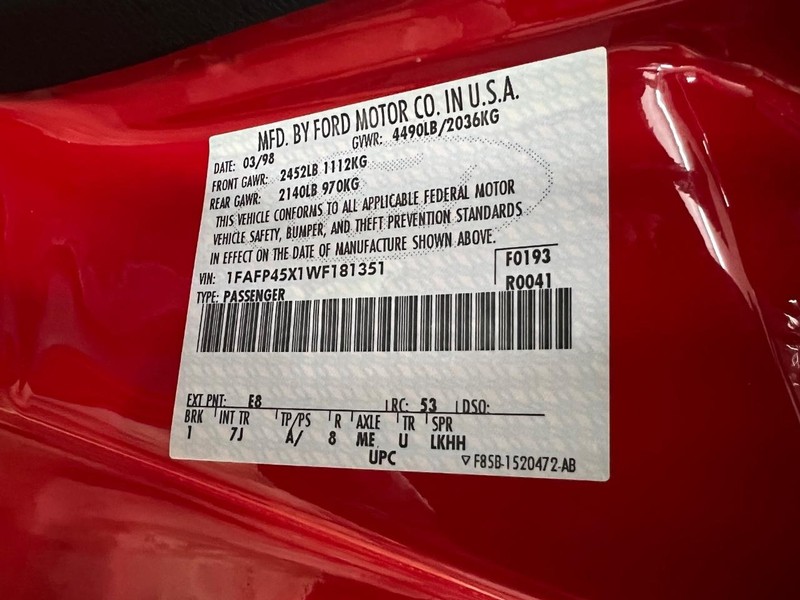 MFD. BY FORD MOTOR CO. IN U.S.A.
DATE: 03/98 GVWR: 4490LB/2036KG
FRONT GAWR: 2452LB 1112KG
REAR GAWR: 2140LB 970KG
THIS VEHICLE CONFORMS TO ALL APPLICABLE FEDERAL MOTOR
VEHICLE SAFETY, BUMPER, AND THEFT PREVENTION STANDARDS
IN EFFECT ON THE DATE OF MANUFACTURE SHOWN ABOVE.
VIN: 1FAFP45X1WF181351 F0193
TYPE: PASSENGER R0041
EXT PNT: E8 RC: 53 DSO:
BRK INT TR TP/PS R AXLE TR SPR
1 7J A/ 8 ME U LKHH
UPC ▽ F85B-1520472-AB